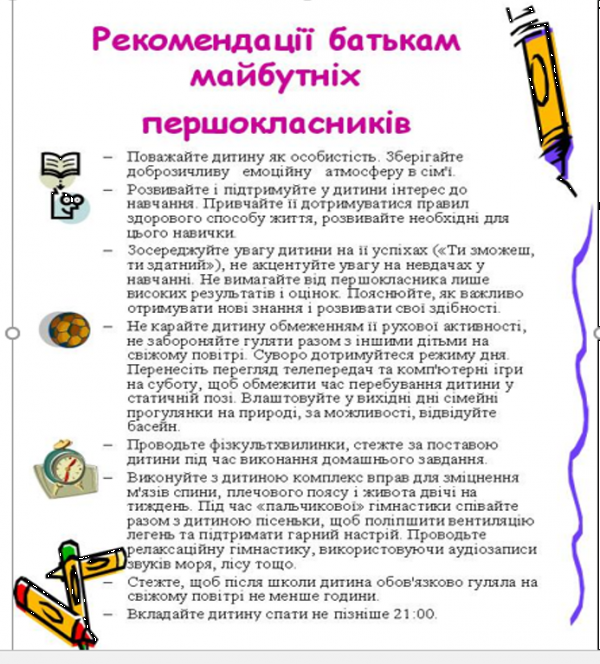 Рекомендації батькам
майбутніх
першокласників
– Поважайте дитину як особистість. Зберігайте
доброзичливу емоційну атмосферу в сім'ї.
– Розвивайте і підтримуйте у дитини інтерес до
навчання. Привчайте її дотримуватися правил
здорового способу життя, розвивайте необхідні для
цього навички.
– Зосереджуйте увагу дитини на її успіхах («Ти зможеш,
ти здатний»), не акцентуйте увагу на невдачах у
навчанні. Не вимагайте від першокласника лише
високих результатів і оцінок. Пояснюйте, як важливо
отримувати нові знання і розвивати свої здібності.
– Не карайте дитину обмеженням її рухової активності,
не забороняйте гуляти разом з іншими дітьми на
свіжому повітрі. Суворо дотримуйтеся режиму дня.
Перенесіть перегляд телепередач та комп'ютерні ігри
на суботу, щоб обмежити час перебування дитини у
статичній позі. Влаштовуйте у вихідні дні сімейні
прогулянки на природі, за можливості, відвідуйте
басейн.
– Проводьте фізкультхвилинки, стежте за поставою
дитини під час виконання домашнього завдання.
– Виконуйте з дитиною комплекс вправ для зміцнення
м'язів спини, плечового поясу і живота двічі на
тиждень. Під час «пальчикової» гімнастики співайте
разом з дитиною пісеньки, щоб поліпшити вентиляцію
легень та підтримати гарний настрій. Проводьте
релаксаційну гімнастику, використовуючи аудіозаписи
звуків моря, лісу тощо.
– Стежте, щоб після школи дитина обов'язково гуляла на
свіжому повітрі не менше години.
– Вкладайте дитину спати не пізніше 21:00.